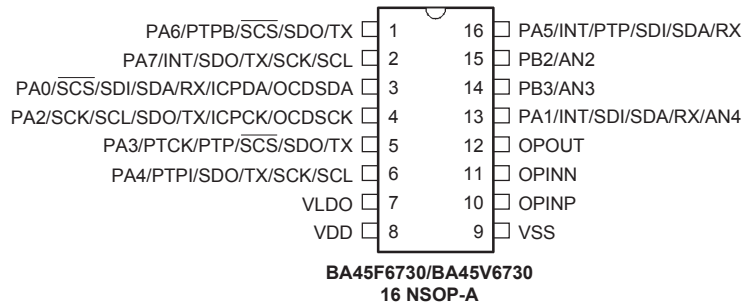 PA6/PTPB/SCS/SDO/TX 1 16 PA5/INT/PTP/SDI/SDA/RX
PA7/INT/SDO/TX/SCK/SCL 2 15 PB2/AN2
PA0/SCS/SDI/SDA/RX/ICPDA/OCDSDA 3 14 PB3/AN3
PA2/SCK/SCL/SDO/TX/ICPCK/OCDSCK 4 13 PA1/INT/SDI/SDA/RX/AN4
PA3/PTCK/PTP/SCS/SDO/TX 5 12 OPOUT
PA4/PTPI/SDO/TX/SCK/SCL 6 11 OPINN
VLDO 7 10 OPINP
VDD 8 9 VSS
BA45F6730/BA45V6730
16 NSOP-A